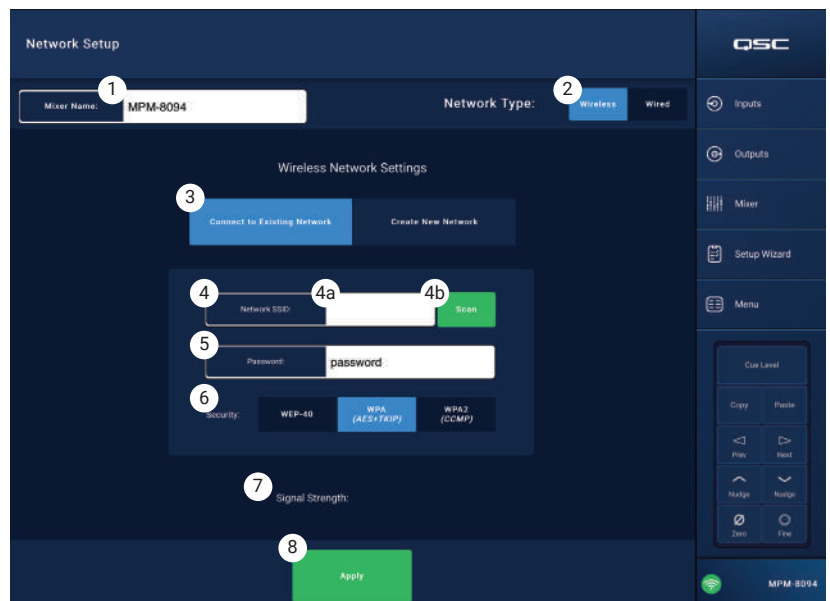 Network Setup
1
Mixer Name: MPM-8094
Network Type:
2
Wireless Wired
Wireless Network Settings
3
Connect to Existing Network Create New Network
4 4a 4b
Network SSID: Scan
5
Password: password
6
Security: WEP-40 WPA WPA2
(AES+TKIP) (CCMP)
7
Signal Strength:
8
Apply
QSC
Inputs
Outputs
Mixer
Setup Wizard
Menu
Cue Level
Copy Paste
Prev Next
Nudge Nudge
Zero Fine
MPM-8094